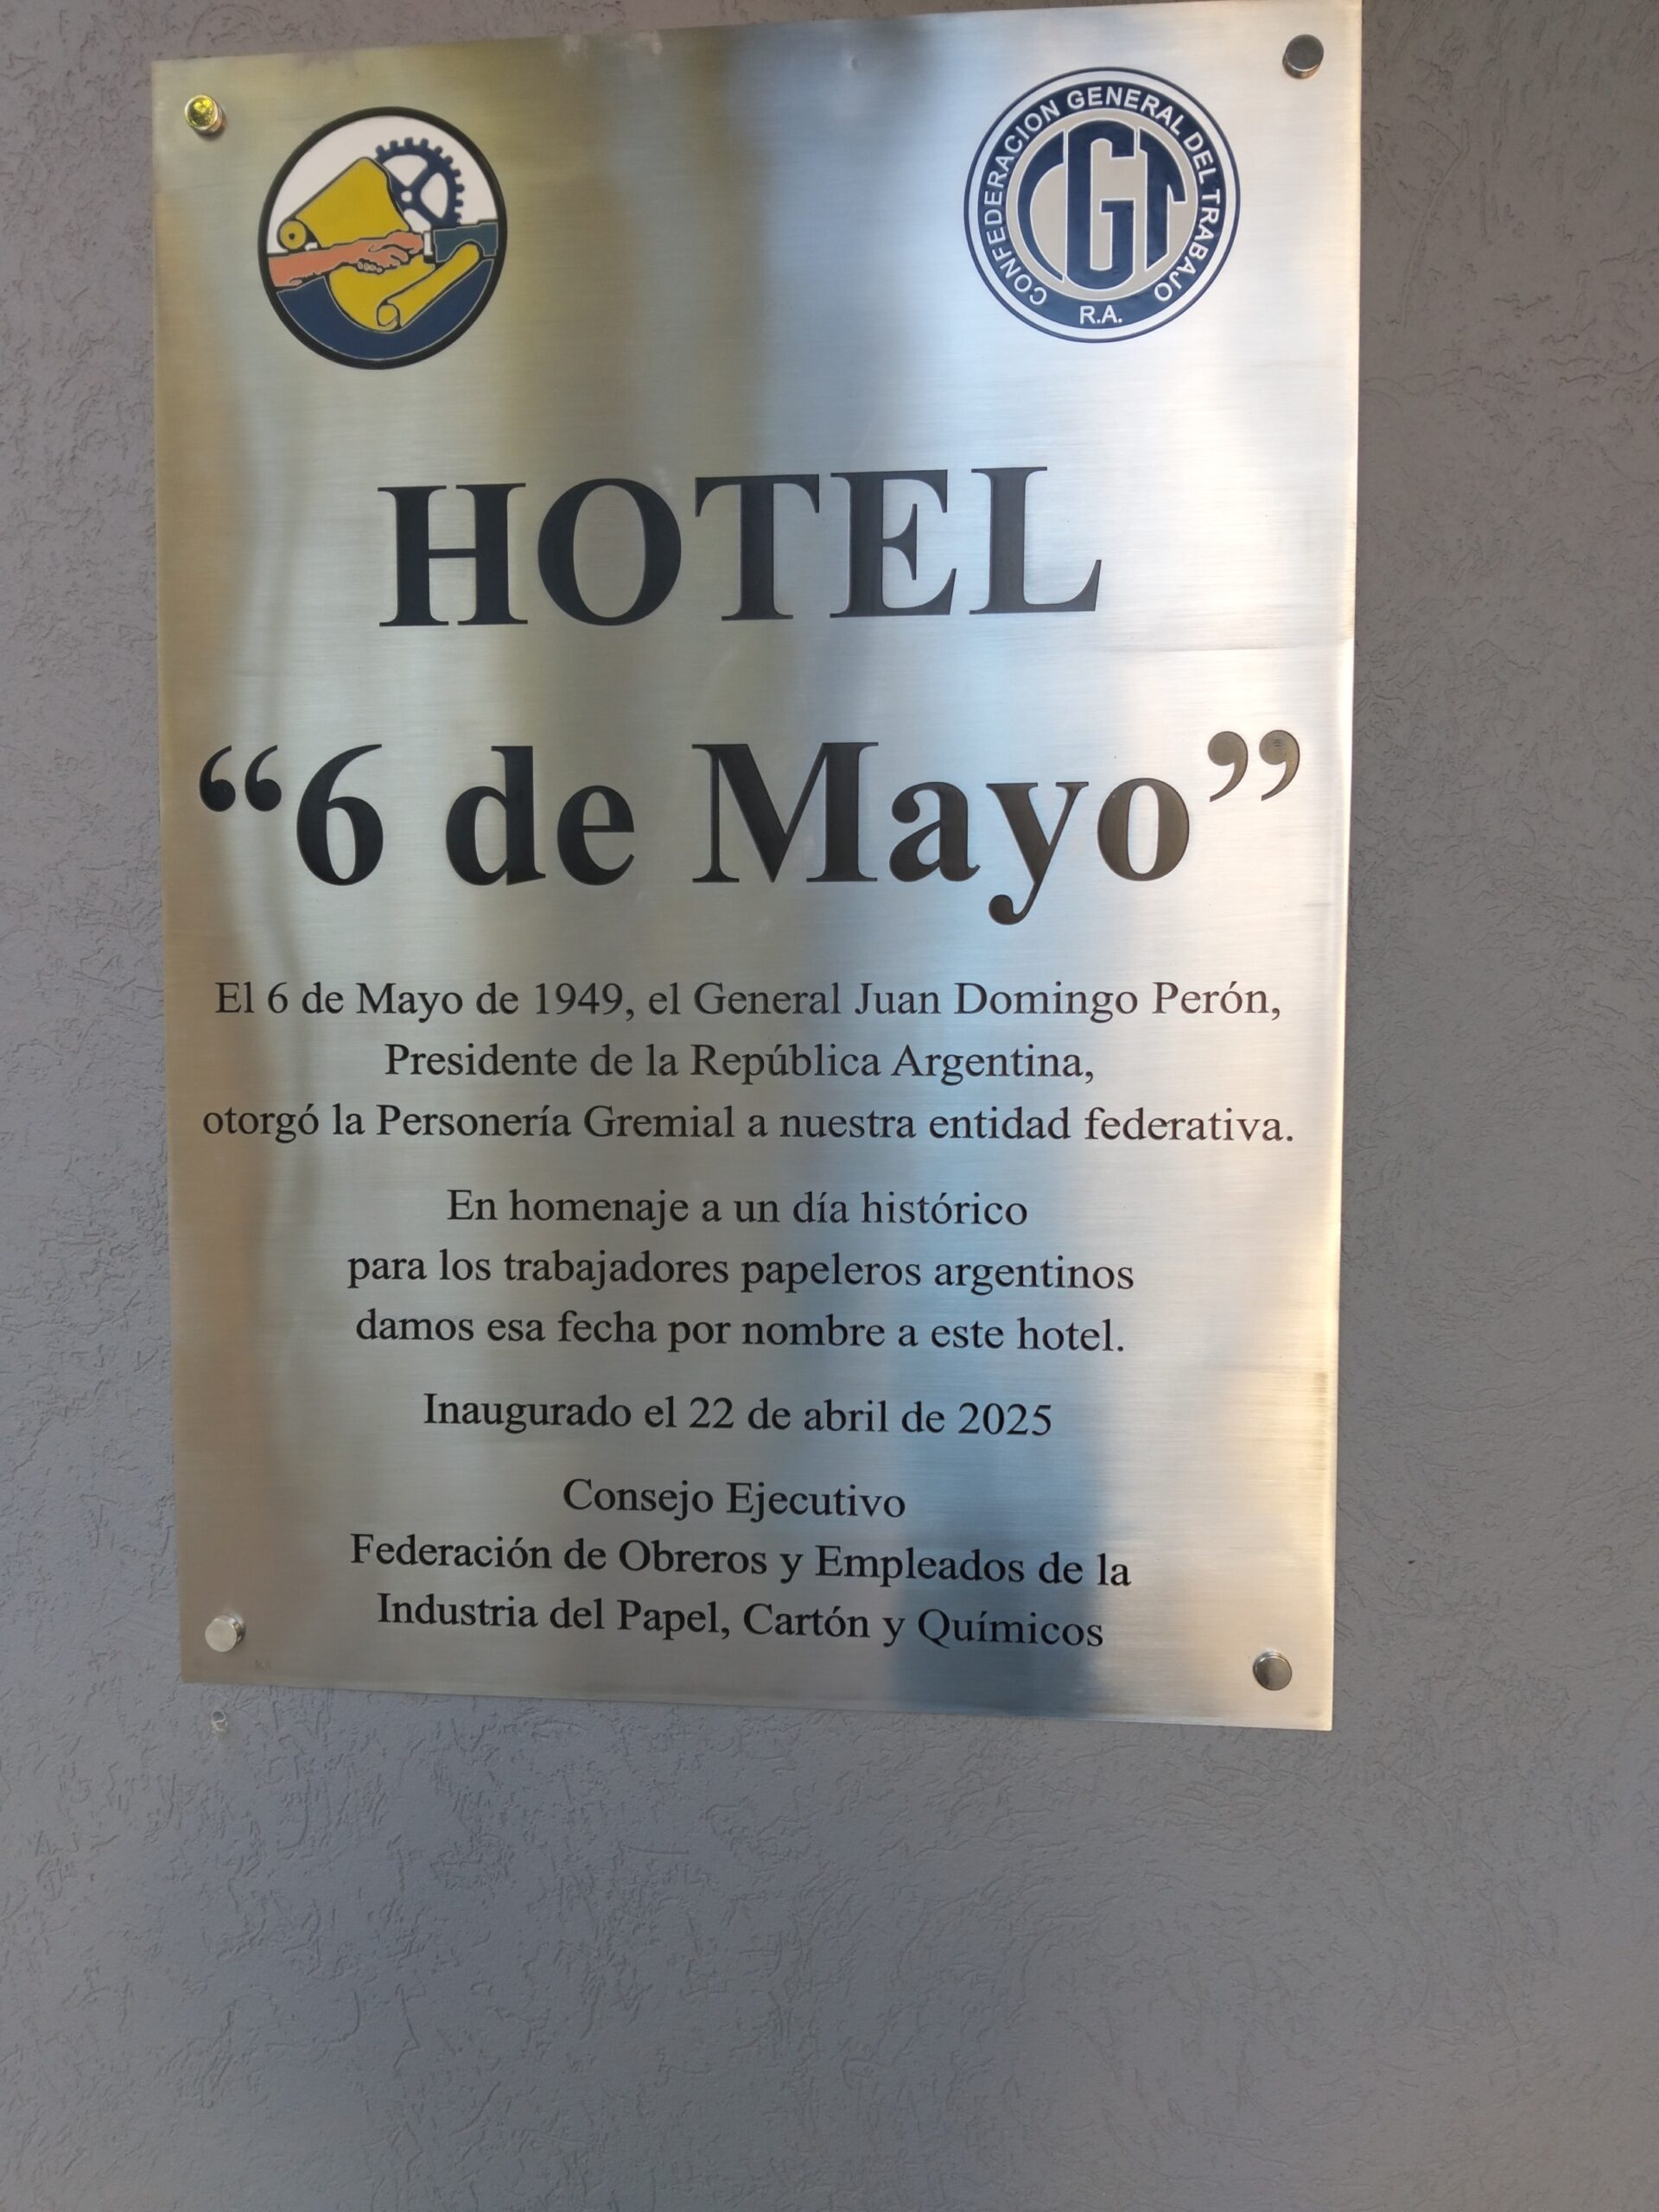 CONFEDERACION GENERAL DEL TRABAJO
CGT
R.A.
HOTEL
“6 de Mayo”
El 6 de Mayo de 1949, el General Juan Domingo Perón,
Presidente de la República Argentina,
otorgó la Personería Gremial a nuestra entidad federativa.
En homenaje a un día histórico
para los trabajadores papeleros argentinos
damos esa fecha por nombre a este hotel.
Inaugurado el 22 de abril de 2025
Consejo Ejecutivo
Federación de Obreros y Empleados de la
Industria del Papel, Cartón y Químicos